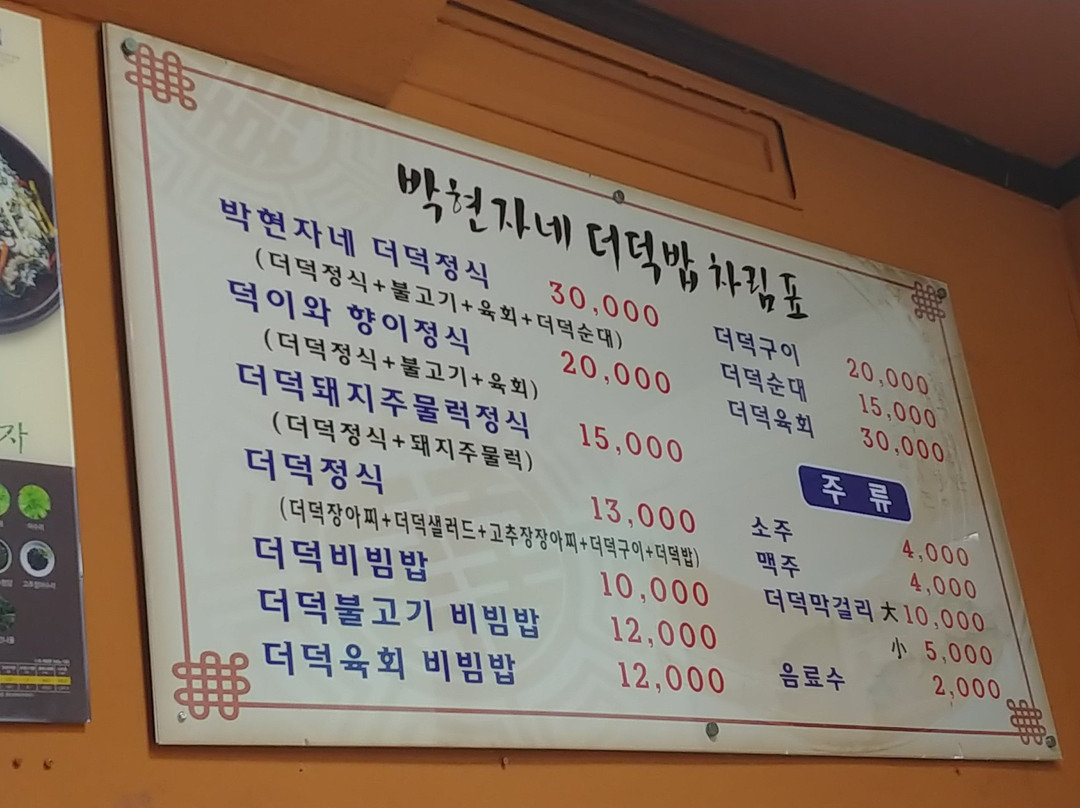 박현자네 더덕밥 차림표
박현자네 더덕정식 30,000
(더덕정식+불고기+육회+더덕순대)
덕이와 향이정식 20,000
(더덕정식+불고기+육회)
더덕돼지주물럭정식 15,000
(더덕정식+돼지주물럭)
더덕정식 13,000
(더덕장아찌+더덕샐러드+고추장장아찌+더덕구이+더덕밥)
더덕비빔밥 10,000
더덕불고기 비빔밥 12,000
더덕육회 비빔밥 12,000
더덕구이 20,000
더덕순대 15,000
더덕육회 30,000
주류
소주 4,000
맥주 4,000
더덕막걸리 大 10,000
小 5,000
음료수 2,000
자